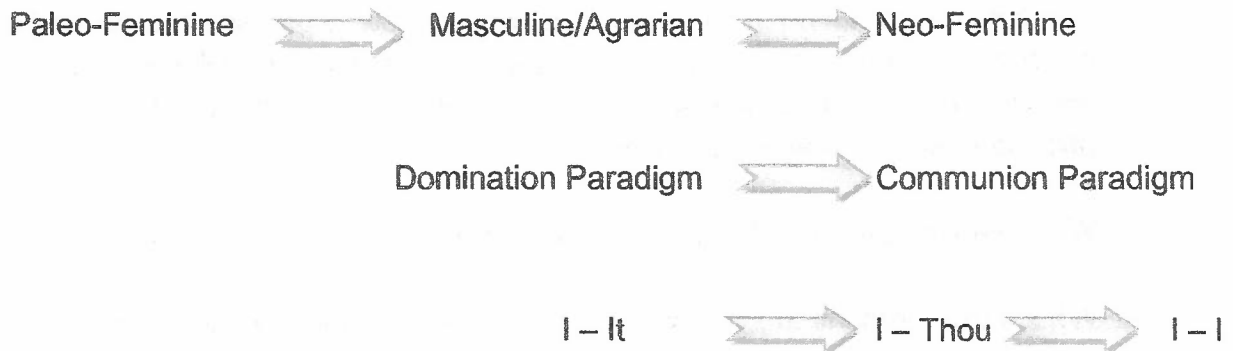 Paleo-Feminine Masculine/Agrarian Neo-Feminine
Domination Paradigm Communion Paradigm
I – It I – Thou I – I